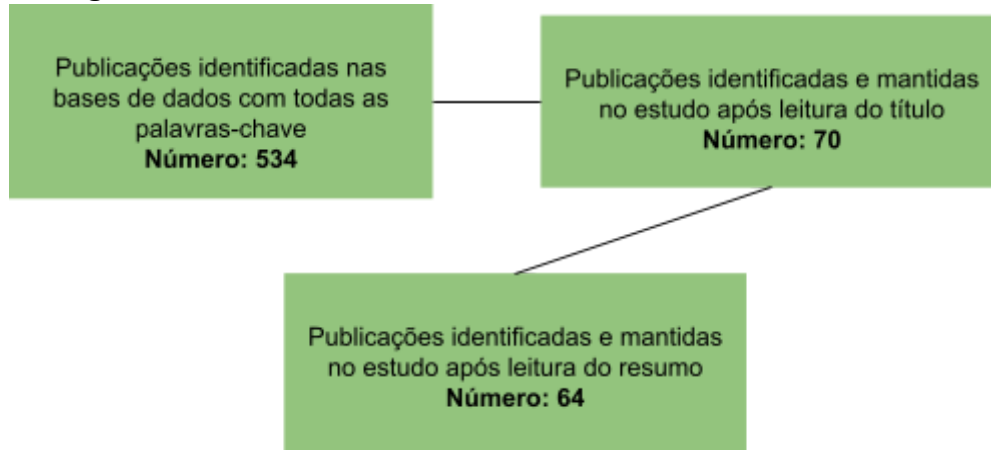 Publicações identificadas nas
bases de dados com todas as
palavras-chave
Número: 534
Publicações identificadas e mantidas
no estudo após leitura do título
Número: 70
Publicações identificadas e mantidas
no estudo após leitura do resumo
Número: 64